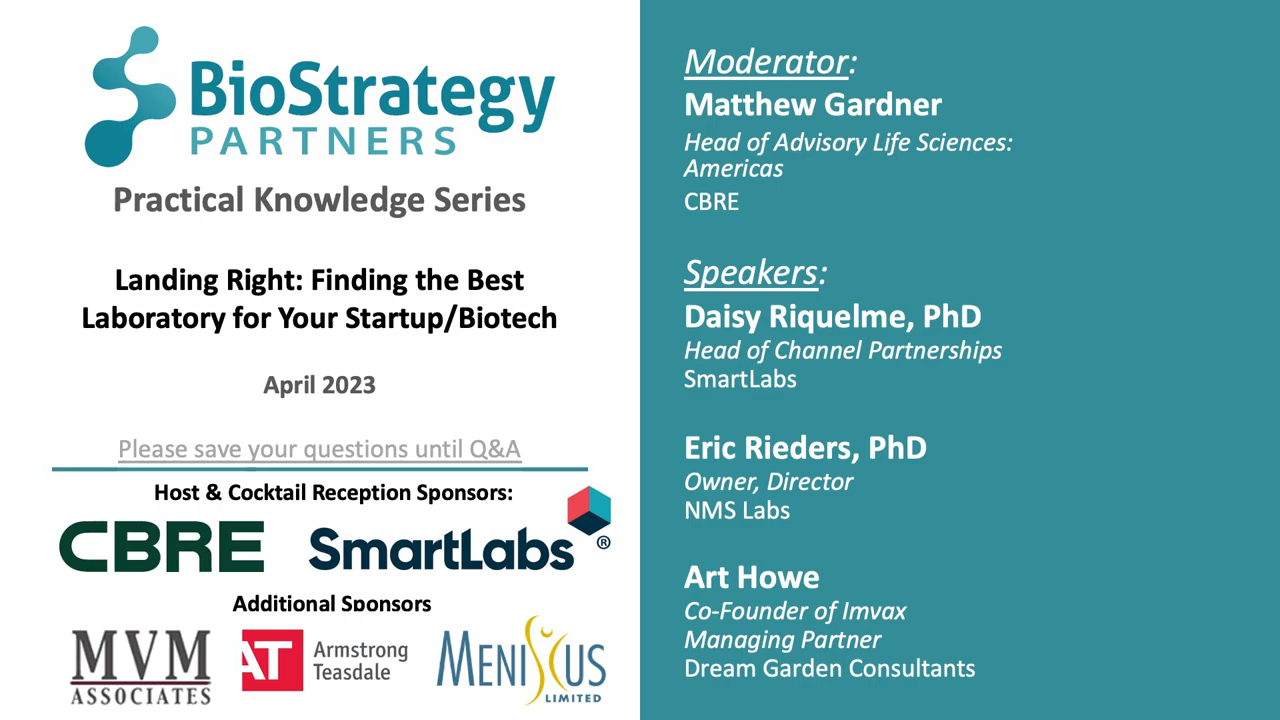 BioStrategy
PARTNERS
Practical Knowledge Series
Landing Right: Finding the Best
Laboratory for Your Startup/Biotech
April 2023
Please save your questions until Q&A
Host & Cocktail Reception Sponsors:
CBRE
SmartLabs®
Additional Sponsors
MVM
ASSOCIATES
AT
Armstrong
Teasdale
MENISCUS
LIMITED
Moderator:
Matthew Gardner
Head of Advisory Life Sciences:
Americas
CBRE
Speakers:
Daisy Riquelme, PhD
Head of Channel Partnerships
SmartLabs
Eric Rieders, PhD
Owner, Director
NMS Labs
Art Howe
Co-Founder of Imvax
Managing Partner
Dream Garden Consultants